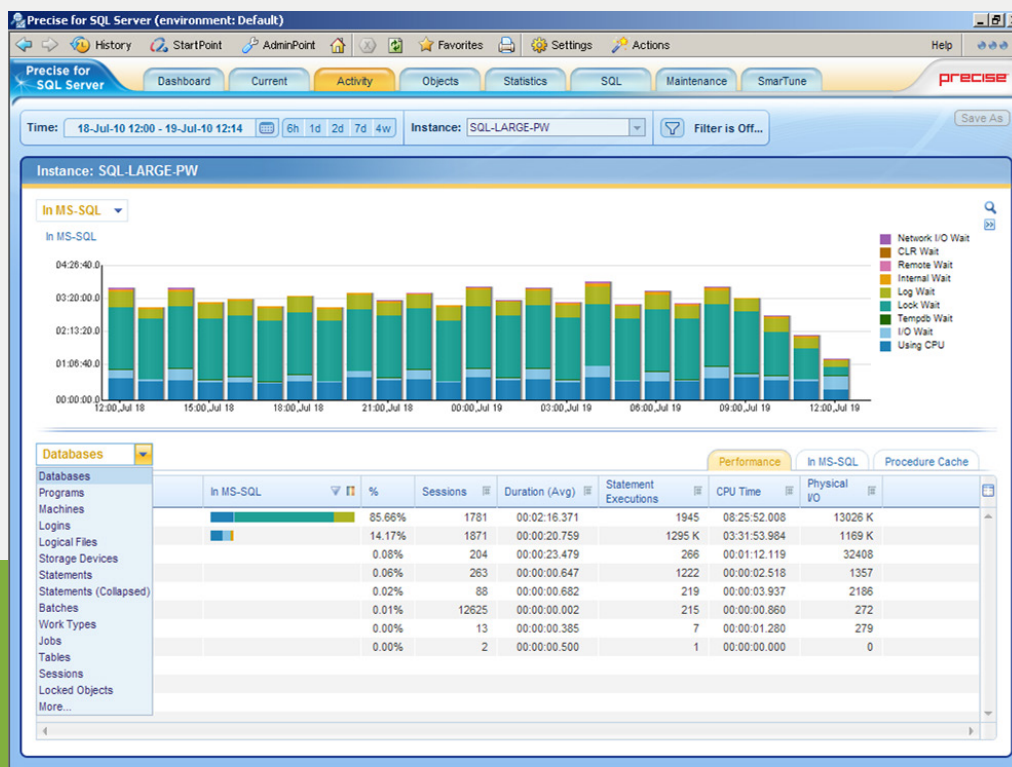 Precise for SQL Server (environment: Default)
History StartPoint AdminPoint Favorites Settings Actions Help
Precise for SQL Server Dashboard Current Activity Objects Statistics SQL Maintenance SmarTune precise
Time: 18-Jul-10 12:00 - 19-Jul-10 12:14 6h 1d 2d 7d 4w Instance: SQL-LARGE-PW Filter is Off... Save As
Instance: SQL-LARGE-PW
In MS-SQL
In MS-SQL
04:26:40.0
03:20:00.0
02:13:20.0
01:06:40.0
00:00:00.0
12:00,Jul 18 15:00,Jul 18 18:00,Jul 18 21:00,Jul 18 00:00,Jul 19 03:00,Jul 19 06:00,Jul 19 09:00,Jul 19 12:00,Jul 19
Network I/O Wait
CLR Wait
Remote Wait
Internal Wait
Log Wait
Lock Wait
Tempdb Wait
I/O Wait
Using CPU
Databases
Performance In MS-SQL Procedure Cache
Databases
Programs
Machines
Logins
Logical Files
Storage Devices
Statements
Statements (Collapsed)
Batches
Work Types
Jobs
Tables
Sessions
Locked Objects
More...
In MS-SQL % Sessions Duration (Avg) Statement Executions CPU Time Physical I/O
85.66% 1781 00:02:16.371 1945 08:25:52.008 13026 K
14.17% 1871 00:00:20.759 1295 K 03:31:53.984 1169 K
0.08% 204 00:00:23.479 266 00:01:12.119 32408
0.06% 263 00:00:00.647 1222 00:00:02.518 1357
0.02% 88 00:00:00.682 219 00:00:03.937 2186
0.01% 12625 00:00:00.002 215 00:00:00.860 272
0.00% 13 00:00:00.385 7 00:00:01.280 279
0.00% 2 00:00:00.500 1 00:00:00.000 0